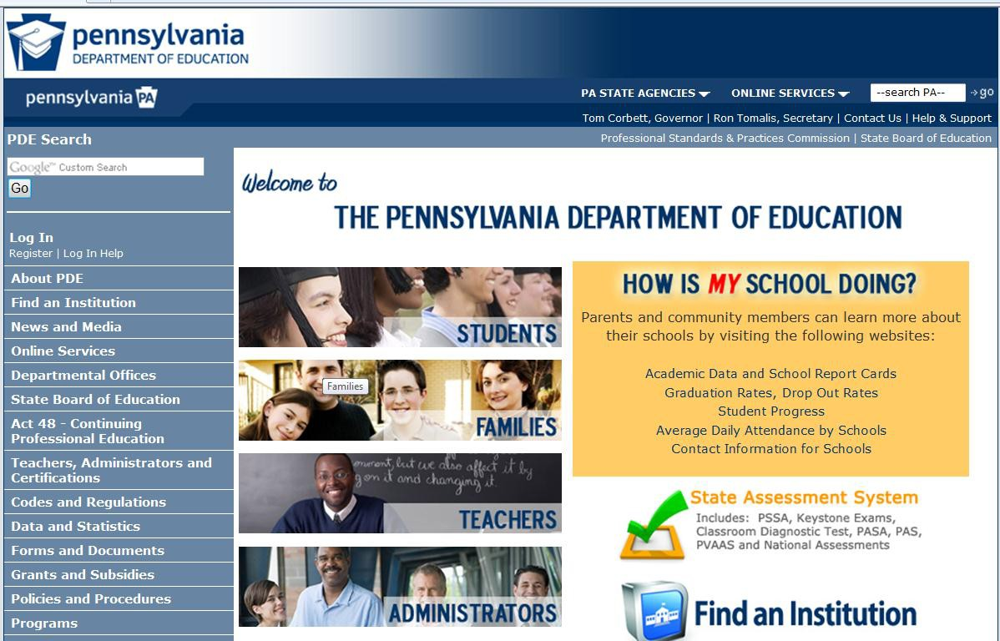 pennsylvania
DEPARTMENT OF EDUCATION
pennsylvania PA
PA STATE AGENCIES
ONLINE SERVICES
--search PA--
go
Tom Corbett, Governor | Ron Tomalis, Secretary | Contact Us | Help & Support
Professional Standards & Practices Commission | State Board of Education
PDE Search
Google™ Custom Search
Go
Log In
Register | Log In Help
About PDE
Find an Institution
News and Media
Online Services
Departmental Offices
State Board of Education
Act 48 - Continuing
Professional Education
Teachers, Administrators and
Certifications
Codes and Regulations
Data and Statistics
Forms and Documents
Grants and Subsidies
Policies and Procedures
Programs
Welcome to
THE PENNSYLVANIA DEPARTMENT OF EDUCATION
STUDENTS
Families
FAMILIES
omment, but we also affect it by
g on it and changing it.
TEACHERS
ADMINISTRATORS
HOW IS MY SCHOOL DOING?
Parents and community members can learn more about
their schools by visiting the following websites:
Academic Data and School Report Cards
Graduation Rates, Drop Out Rates
Student Progress
Average Daily Attendance by Schools
Contact Information for Schools
State Assessment System
Includes: PSSA, Keystone Exams,
Classroom Diagnostic Test, PASA, PAS,
PVAAS and National Assessments
Find an Institution